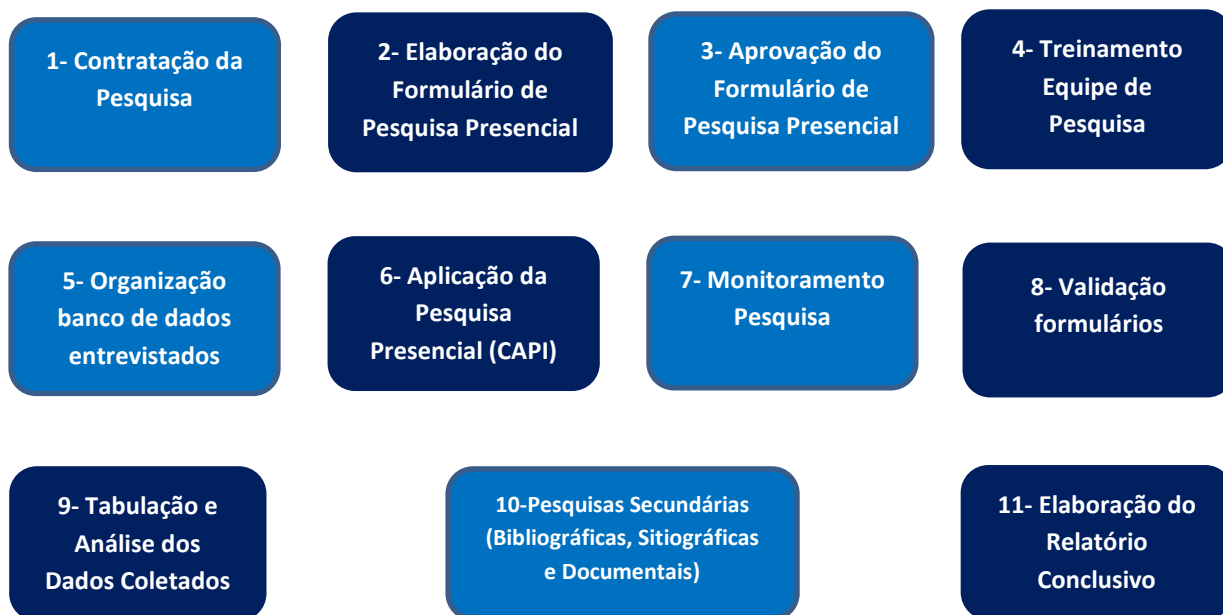 1- Contratação da
Pesquisa
2- Elaboração do
Formulário de
Pesquisa Presencial
3- Aprovação do
Formulário de
Pesquisa Presencial
4- Treinamento
Equipe de
Pesquisa
5- Organização
banco de dados
entrevistados
6- Aplicação da
Pesquisa
Presencial (CAPI)
7- Monitoramento
Pesquisa
8- Validação
formulários
9- Tabulação e
Análise dos
Dados Coletados
10-Pesquisas Secundárias
(Bibliográficas, Sitiográficas
e Documentais)
11- Elaboração do
Relatório
Conclusivo